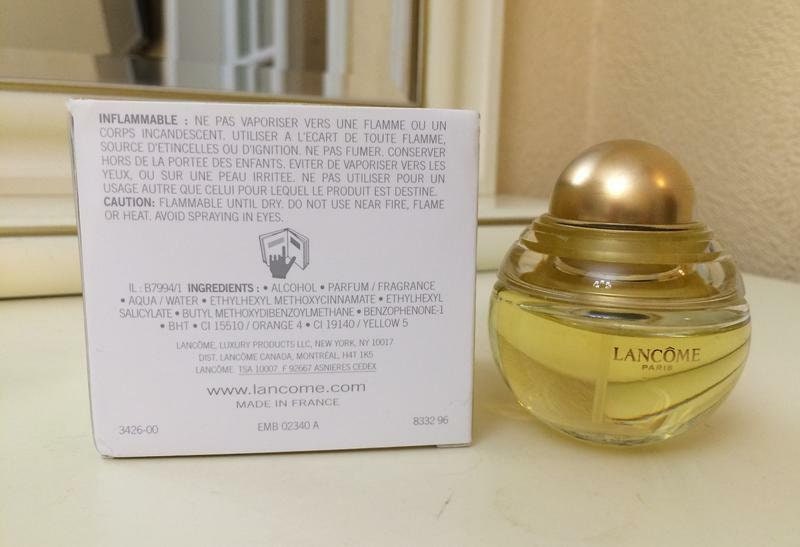 INFLAMMABLE : NE PAS VAPORISER VERS UNE FLAMME OU UN
CORPS INCANDESCENT. UTILISER A L'ECART DE TOUTE FLAMME,
SOURCE D'ETINCELLES OU D'IGNITION. NE PAS FUMER. CONSERVER
HORS DE LA PORTEE DES ENFANTS. EVITER DE VAPORISER VERS LES
YEUX, OU SUR UNE PEAU IRRITEE. NE PAS UTILISER POUR UN
USAGE AUTRE QUE CELUI POUR LEQUEL LE PRODUIT EST DESTINE.
CAUTION: FLAMMABLE UNTIL DRY. DO NOT USE NEAR FIRE, FLAME
OR HEAT. AVOID SPRAYING IN EYES.
IL : B7994/1 INGREDIENTS : • ALCOHOL • PARFUM / FRAGRANCE
• AQUA / WATER • ETHYLHEXYL METHOXYCINNAMATE • ETHYLHEXYL
SALICYLATE • BUTYL METHOXYDIBENZOYLMETHANE • BENZOPHENONE-1
• BHT • CI 15510 / ORANGE 4 • CI 19140 / YELLOW 5
LANCÔME, LUXURY PRODUCTS LLC, NEW YORK, NY 10017
DIST. LANCÔME CANADA, MONTRÉAL, H4T 1K5
LANCÔME TSA 10007 F 92667 ASNIERES CEDEX
www.lancome.com
MADE IN FRANCE
3426-00 EMB 02340 A 8332 96
LANCÔME
PARIS